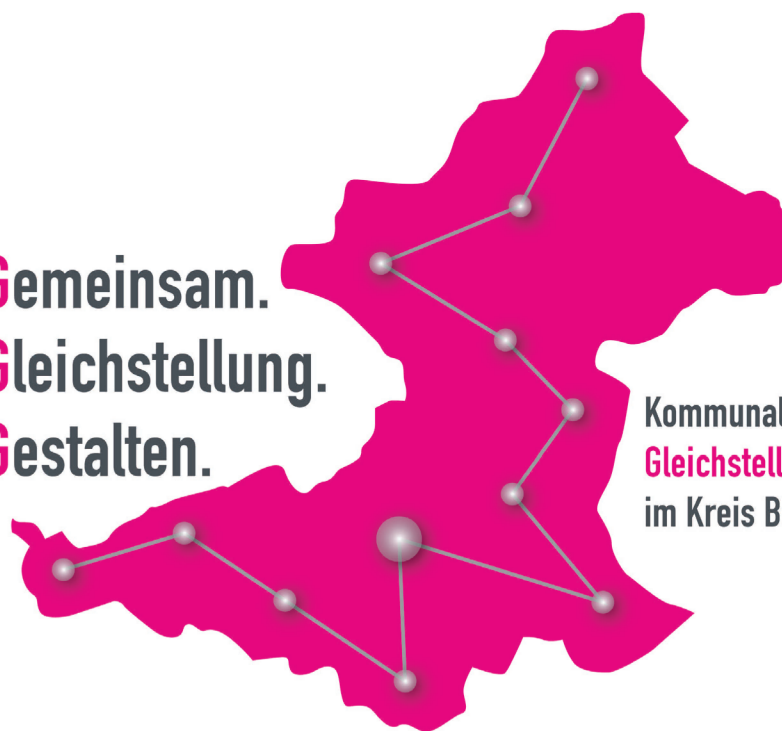 Gemeinsam.
Gleichstellung.
Gestalten.
Kommunal
Gleichstell
im Kreis B